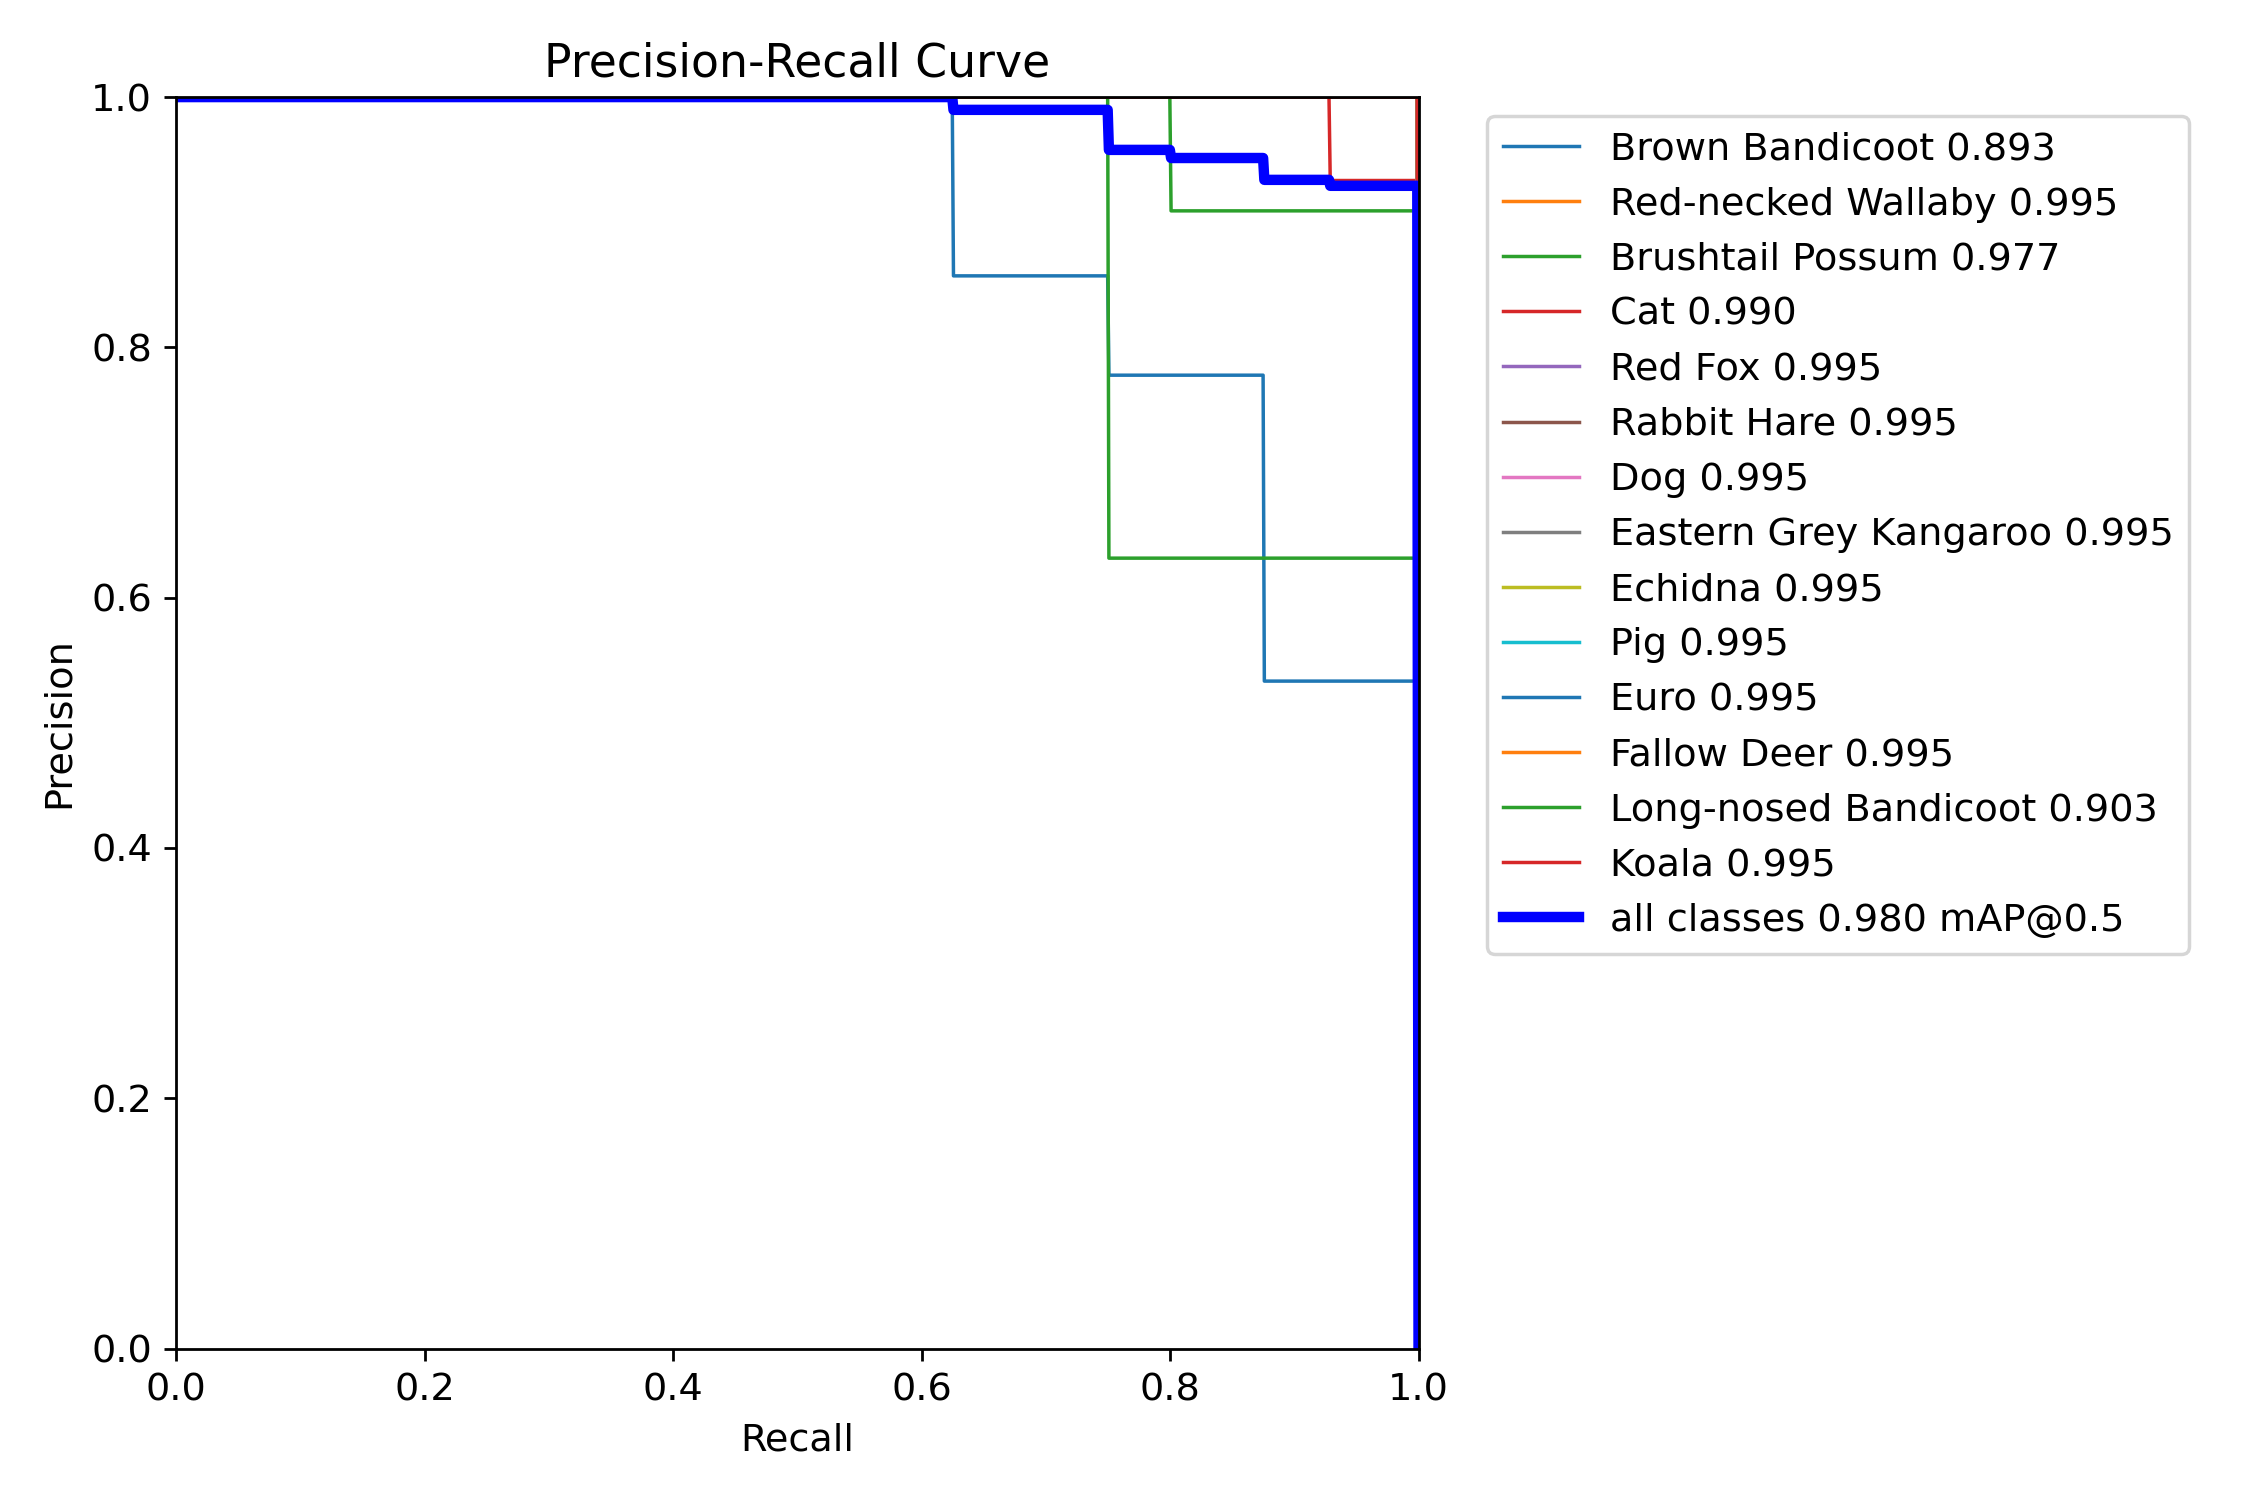 Precision-Recall Curve
1.0
0.8
0.6
0.4
0.2
0.0
Precision
0.0 0.2 0.4 0.6 0.8 1.0
Recall
Brown Bandicoot 0.893
Red-necked Wallaby 0.995
Brushtail Possum 0.977
Cat 0.990
Red Fox 0.995
Rabbit Hare 0.995
Dog 0.995
Eastern Grey Kangaroo 0.995
Echidna 0.995
Pig 0.995
Euro 0.995
Fallow Deer 0.995
Long-nosed Bandicoot 0.903
Koala 0.995
all classes 0.980 mAP@0.5